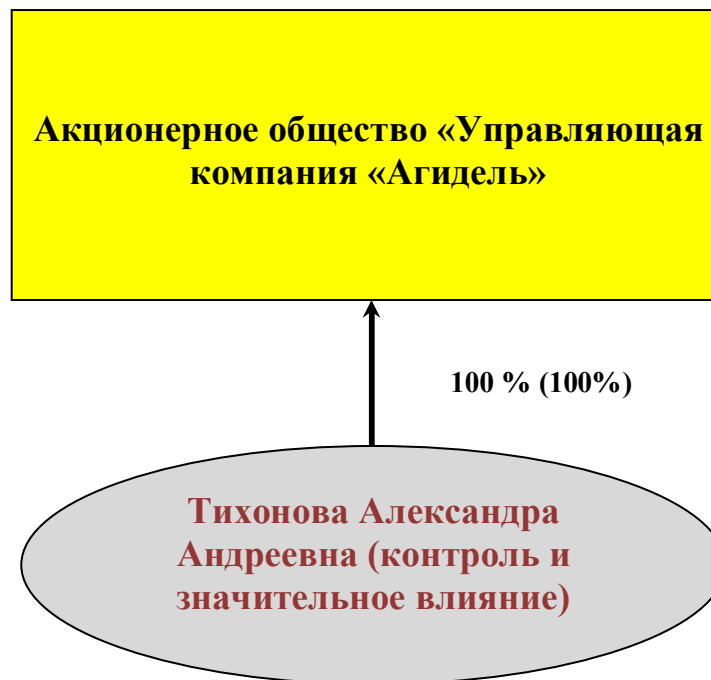 Акционерное общество «Управляющая
компания «Агидель»
100 % (100%)
Тихонова Александра
Андреевна (контроль и
значительное влияние)